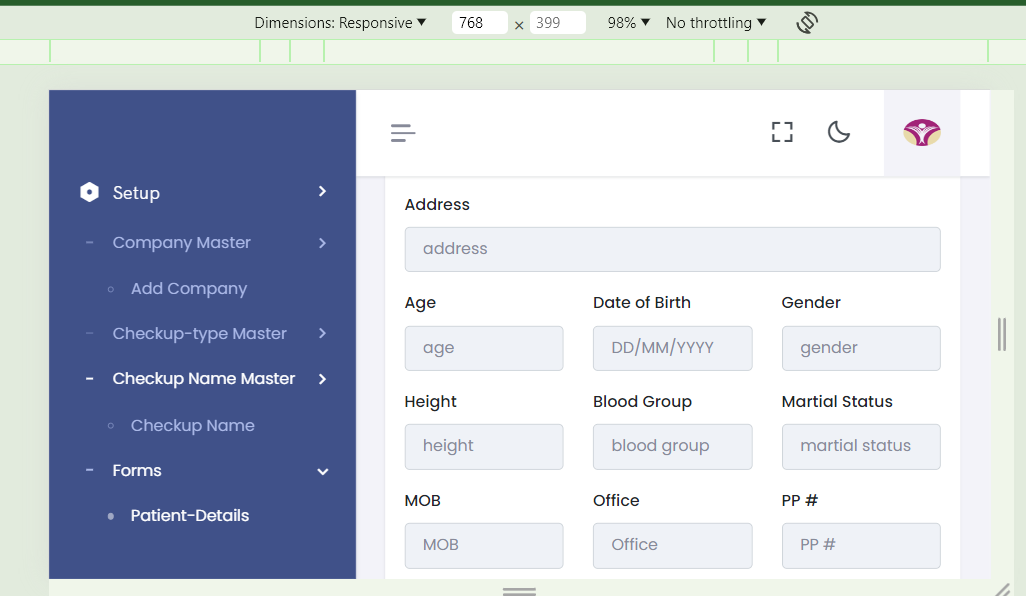 Dimensions: Responsive ▼ 768 × 399 98% ▼ No throttling ▼
Setup
Company Master
Add Company
Checkup-type Master
Checkup Name Master
Checkup Name
Forms
Patient-Details
Address
address
Age Date of Birth Gender
age DD/MM/YYYY gender
Height Blood Group Martial Status
height blood group martial status
MOB Office PP #
MOB Office PP #